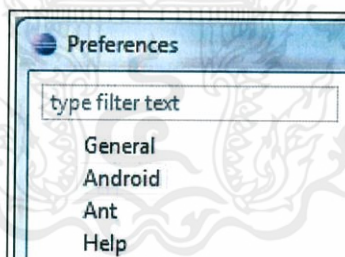 Preferences
type filter text
General
Android
Ant
Help